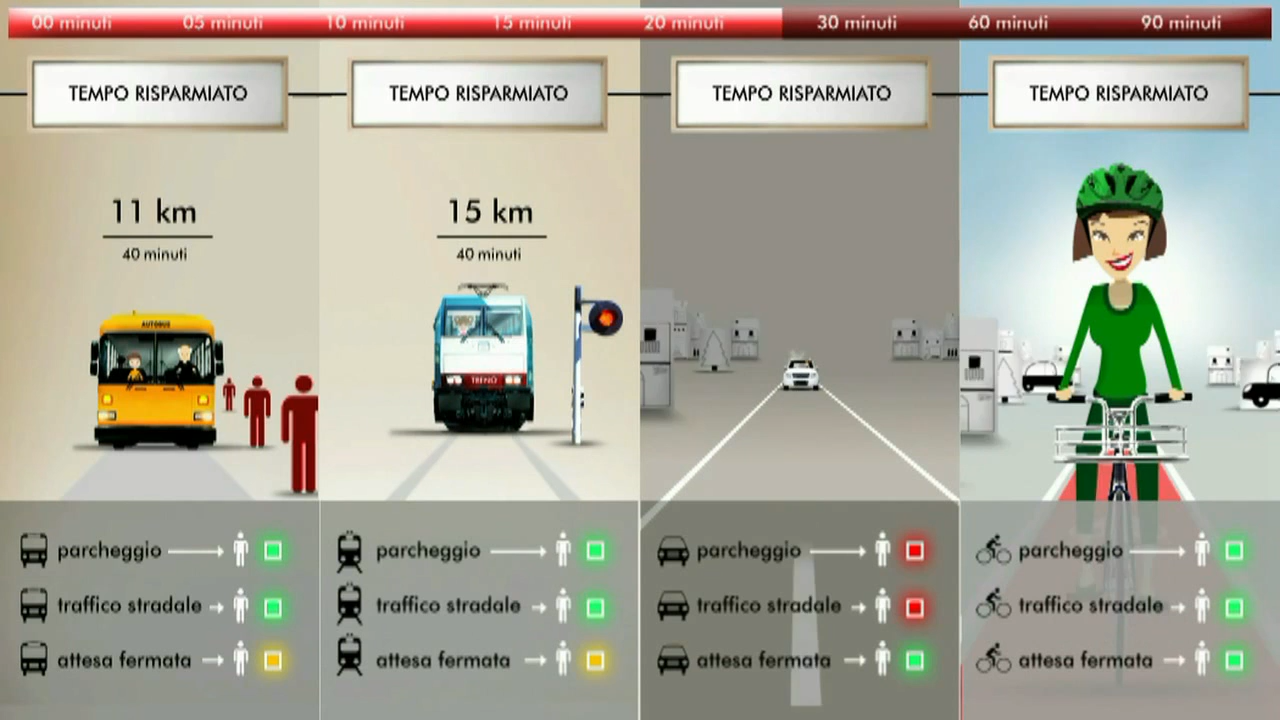 00 minuti 05 minuti 10 minuti 15 minuti 20 minuti 30 minuti 60 minuti 90 minuti
TEMPO RISPARMIATO
11 km
40 minuti
AUTOBUS
parcheggio
traffico stradale
attesa fermata
TEMPO RISPARMIATO
15 km
40 minuti
TRENO
parcheggio
traffico stradale
attesa fermata
TEMPO RISPARMIATO
parcheggio
traffico stradale
attesa fermata
TEMPO RISPARMIATO
parcheggio
traffico stradale
attesa fermata